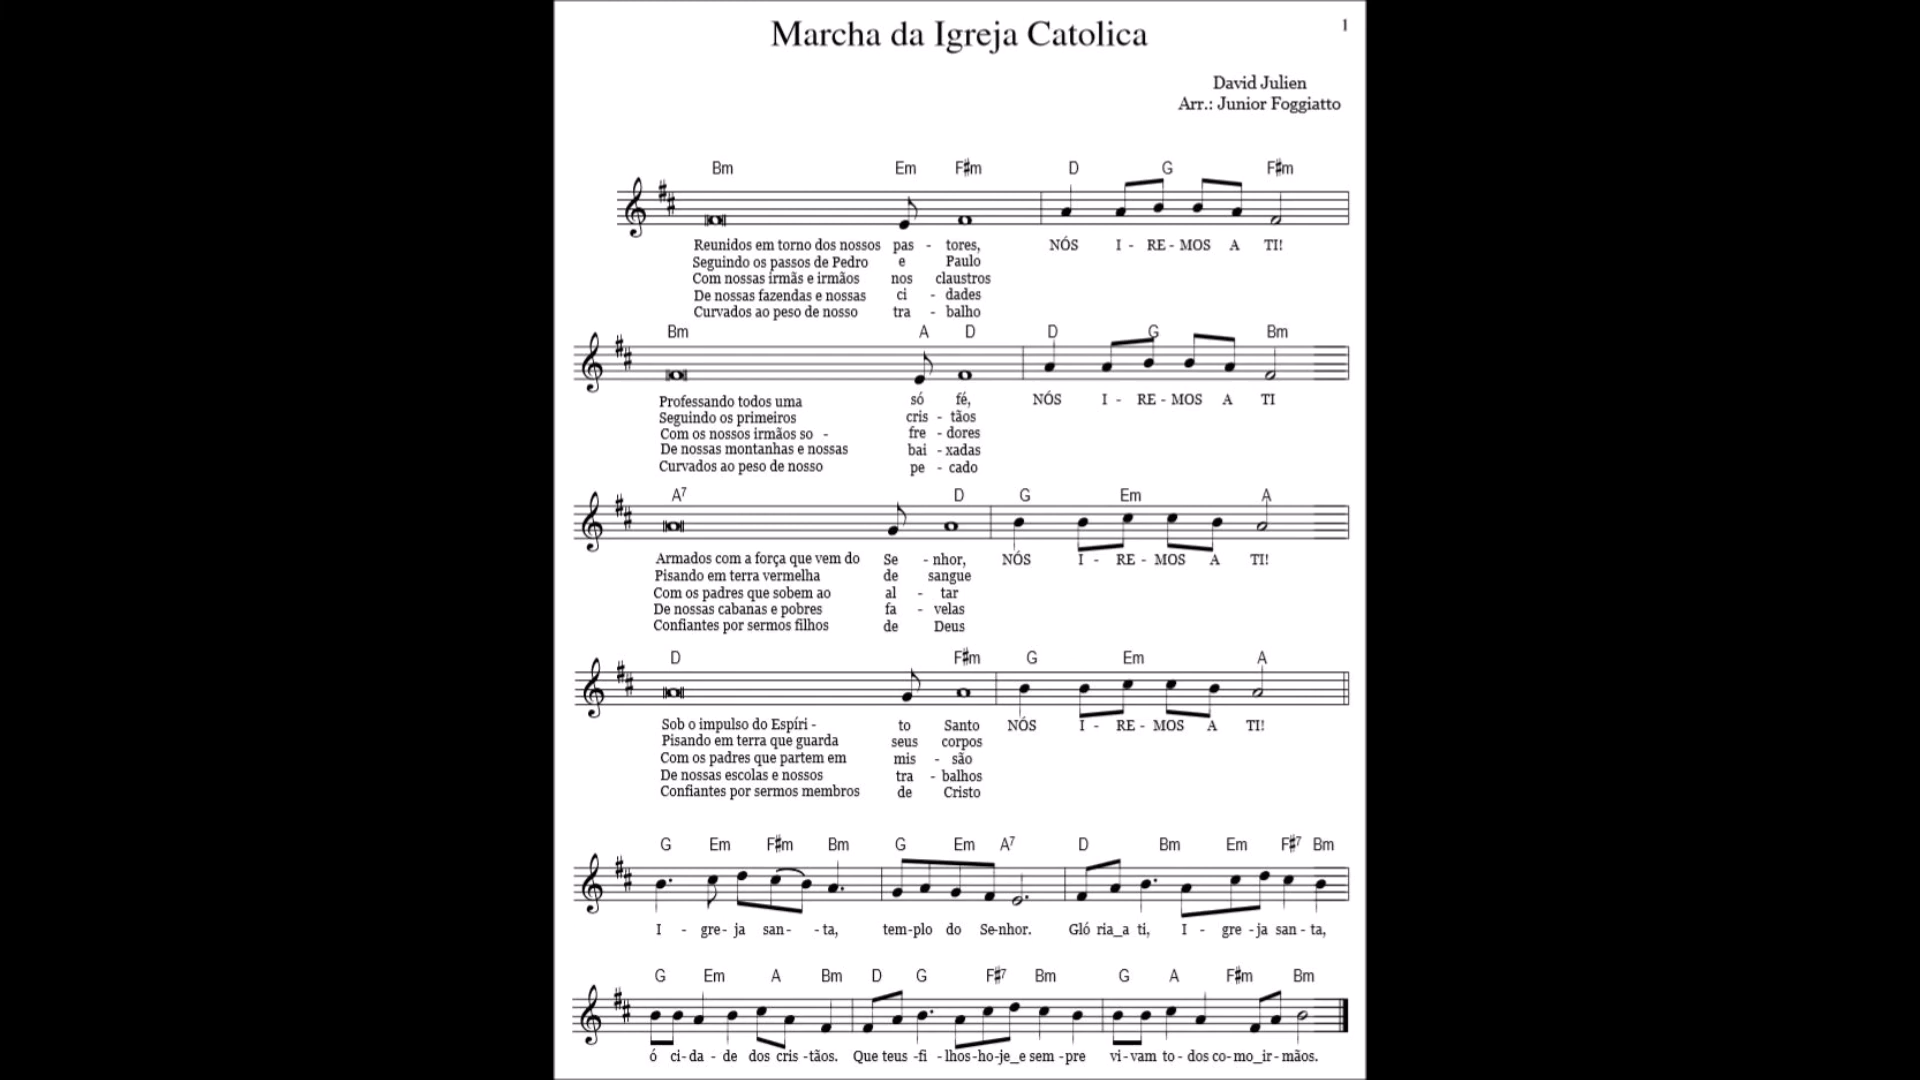 Marcha da Igreja Catolica
1
David Julien
Arr.: Junior Foggiatto
Bm Em F#m D G F#m
Reunidos em torno dos nossos pas - tores, NÓS I - RE - MOS A TI!
Seguindo os passos de Pedro e Paulo
Com nossas irmãs e irmãos nos claustros
De nossas fazendas e nossas ci - dades
Curvados ao peso de nosso tra - balho
Bm A D D G Bm
Professando todos uma só fé, NÓS I - RE - MOS A TI
Seguindo os primeiros cris - tãos
Com os nossos irmãos so - fre - dores
De nossas montanhas e nossas bai - xadas
Curvados ao peso de nosso pe - cado
A7 D G Em A
Armados com a força que vem do Se - nhor, NÓS I - RE - MOS A TI!
Pisando em terra vermelha de sangue
Com os padres que sobem ao al - tar
De nossas cabanas e pobres fa - velas
Confiantes por sermos filhos de Deus
D F#m G Em A
Sob o impulso do Espíri - to Santo NÓS I - RE - MOS A TI!
Pisando em terra que guarda seus corpos
Com os padres que partem em mis - são
De nossas escolas e nossos tra - balhos
Confiantes por sermos membros de Cristo
G Em F#m Bm G Em A7 D Bm Em F#7 Bm
I - gre- ja san- - ta, tem-plo do Se-nhor. Gló ria_a ti, I - gre -ja san - ta,
G Em A Bm D G F#7 Bm G A F#m Bm
ó ci-da - de dos cris -tãos. Que teus -fi -lhos-ho-je_e sem -pre vi-vam to- dos co-mo_ir-mãos.